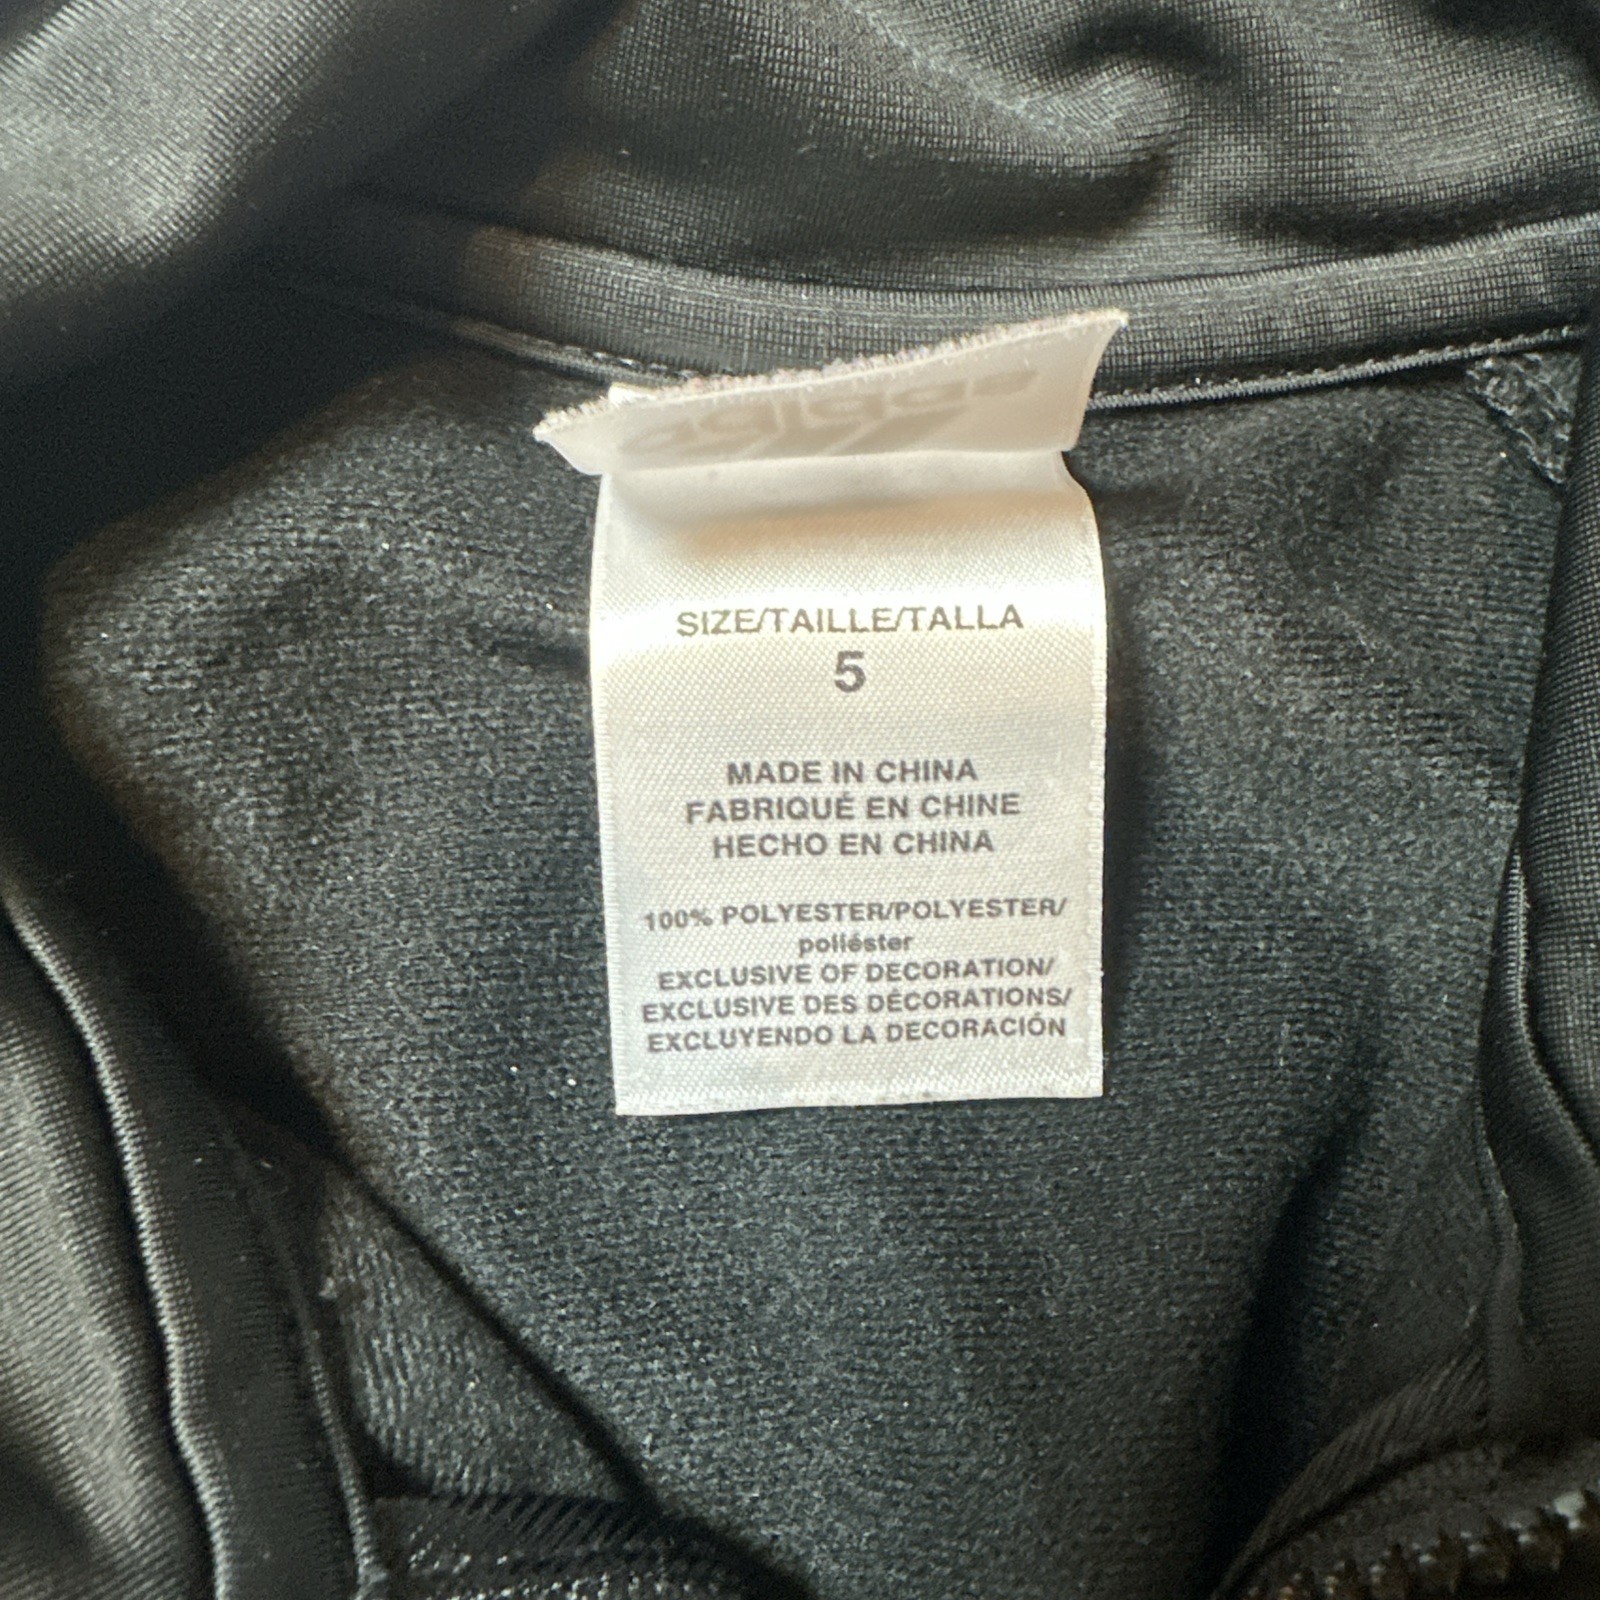 adidas
SIZE/TAILLE/TALLA
5
MADE IN CHINA
FABRIQUÉ EN CHINE
HECHO EN CHINA
100% POLYESTER/POLYESTER/
poliéster
EXCLUSIVE OF DECORATION/
EXCLUSIVE DES DÉCORATIONS/
EXCLUYENDO LA DECORACIÓN